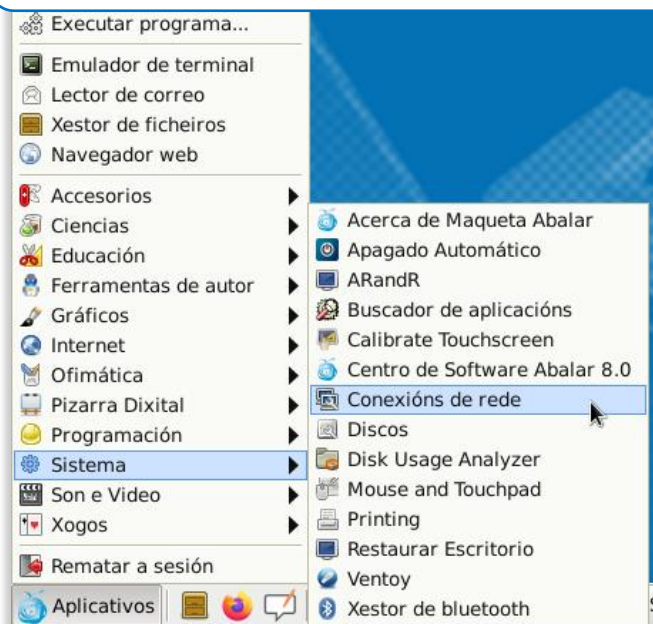 Executar programa...
Emulador de terminal
Lector de correo
Xestor de ficheiros
Navegador web
Accesorios
Ciencias
Educación
Ferramentas de autor
Gráficos
Internet
Ofimática
Pizarra Dixital
Programación
Sistema
Son e Video
Xogos
Rematar a sesión
Aplicativos
Acerca de Maqueta Abalar
Apagado Automático
ARandR
Buscador de aplicacións
Calibrate Touchscreen
Centro de Software Abalar 8.0
Conexións de rede
Discos
Disk Usage Analyzer
Mouse and Touchpad
Printing
Restaurar Escritorio
Ventoy
Xestor de bluetooth